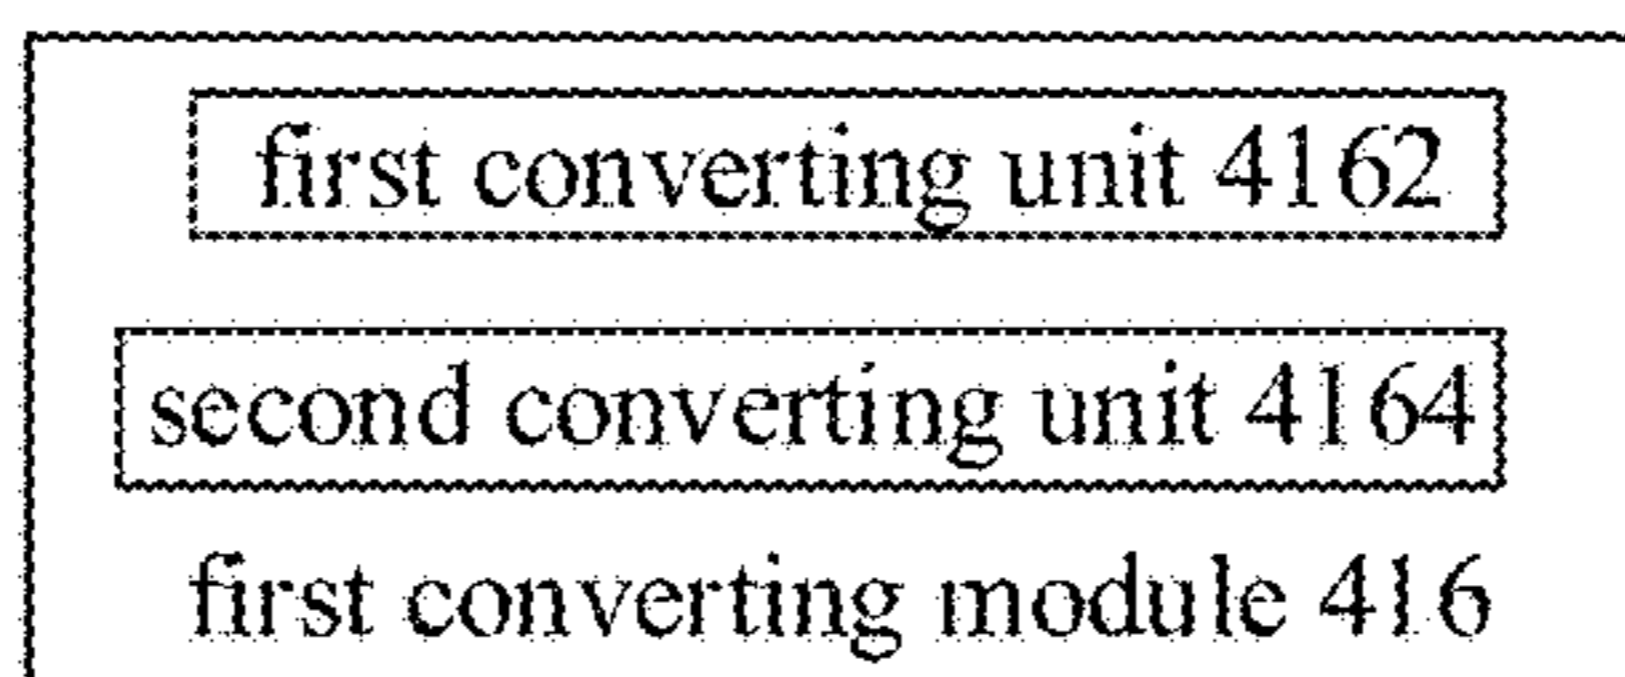 first converting unit 4162
second converting unit 4164
first converting module 416